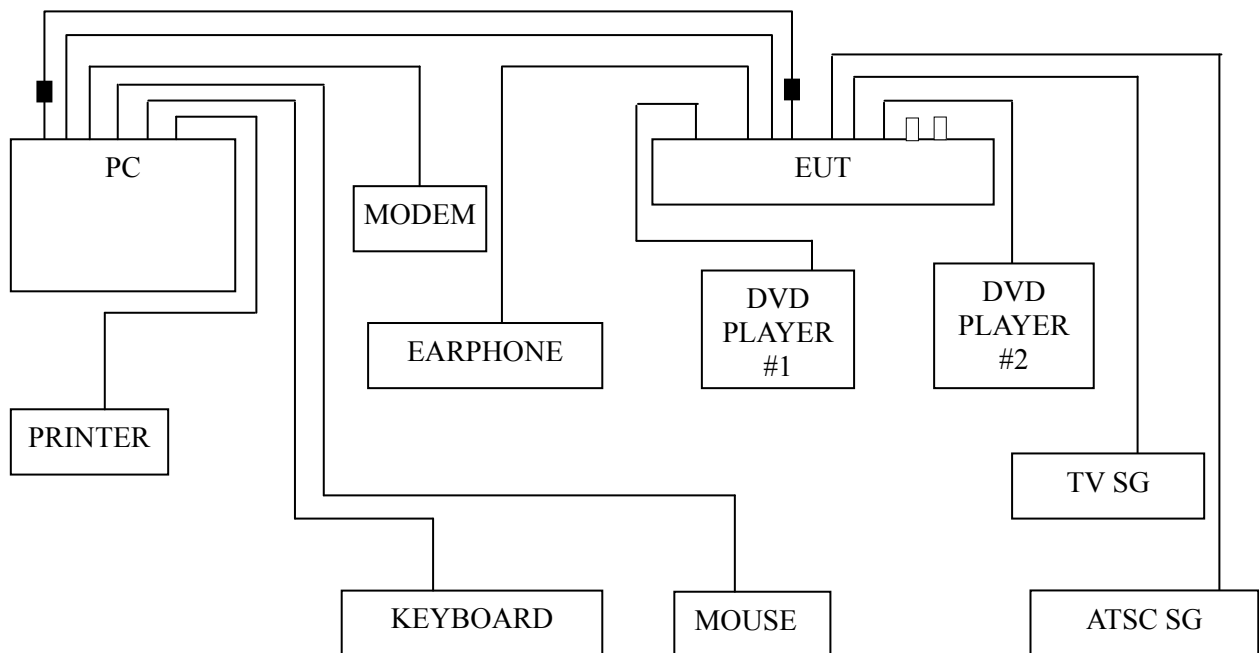 PC
EUT
MODEM
DVD
PLAYER
#1
DVD
PLAYER
#2
EARPHONE
PRINTER
TV SG
KEYBOARD
MOUSE
ATSC SG